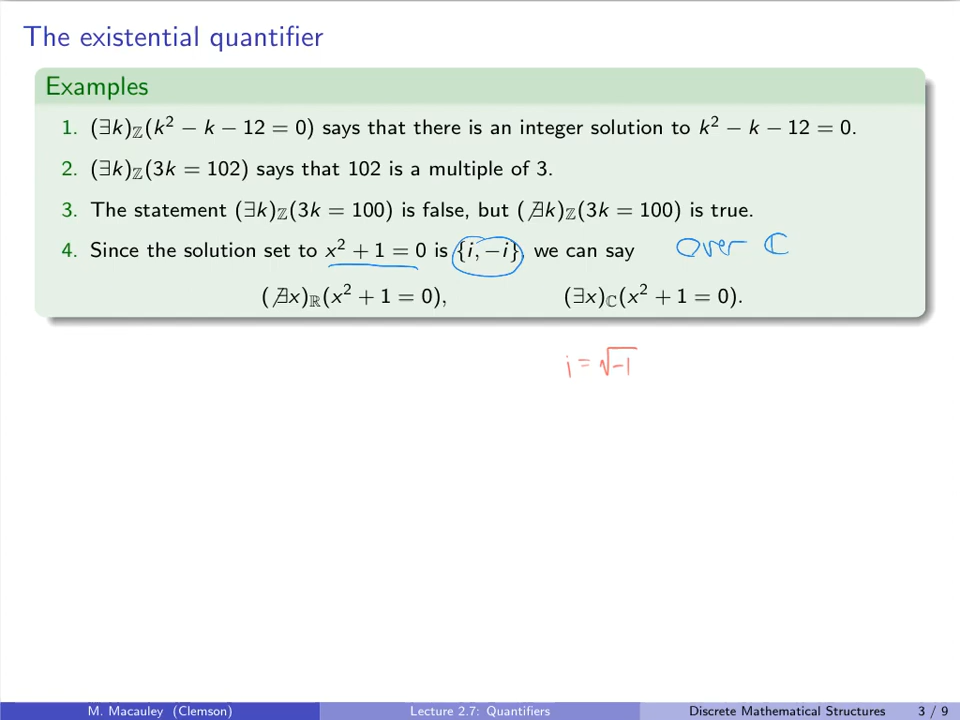 The existential quantifier
Examples
1. (∃k)ℤ(k² − k − 12 = 0) says that there is an integer solution to k² − k − 12 = 0.
2. (∃k)ℤ(3k = 102) says that 102 is a multiple of 3.
3. The statement (∃k)ℤ(3k = 100) is false, but (∄k)ℤ(3k = 100) is true.
4. Since the solution set to x² + 1 = 0 is {i, −i}, we can say over ℂ
(∄x)ℝ(x² + 1 = 0), (∃x)ℂ(x² + 1 = 0).
i = √-1
M. Macauley (Clemson) Lecture 2.7: Quantifiers Discrete Mathematical Structures 3 / 9